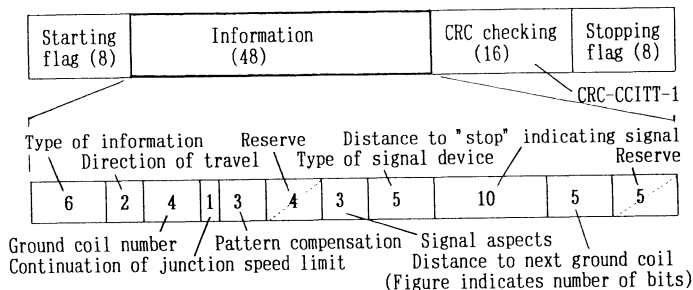 Starting flag (8)
Information (48)
CRC checking (16)
Stopping flag (8)
CRC-CCITT-1
Type of information
Reserve
Distance to "stop" indicating signal
Direction of travel
Type of signal device
Reserve
6 2 4 1 3 4 3 5 10 5 5
Ground coil number
Pattern compensation
Signal aspects
Continuation of junction speed limit
Distance to next ground coil
(Figure indicates number of bits)